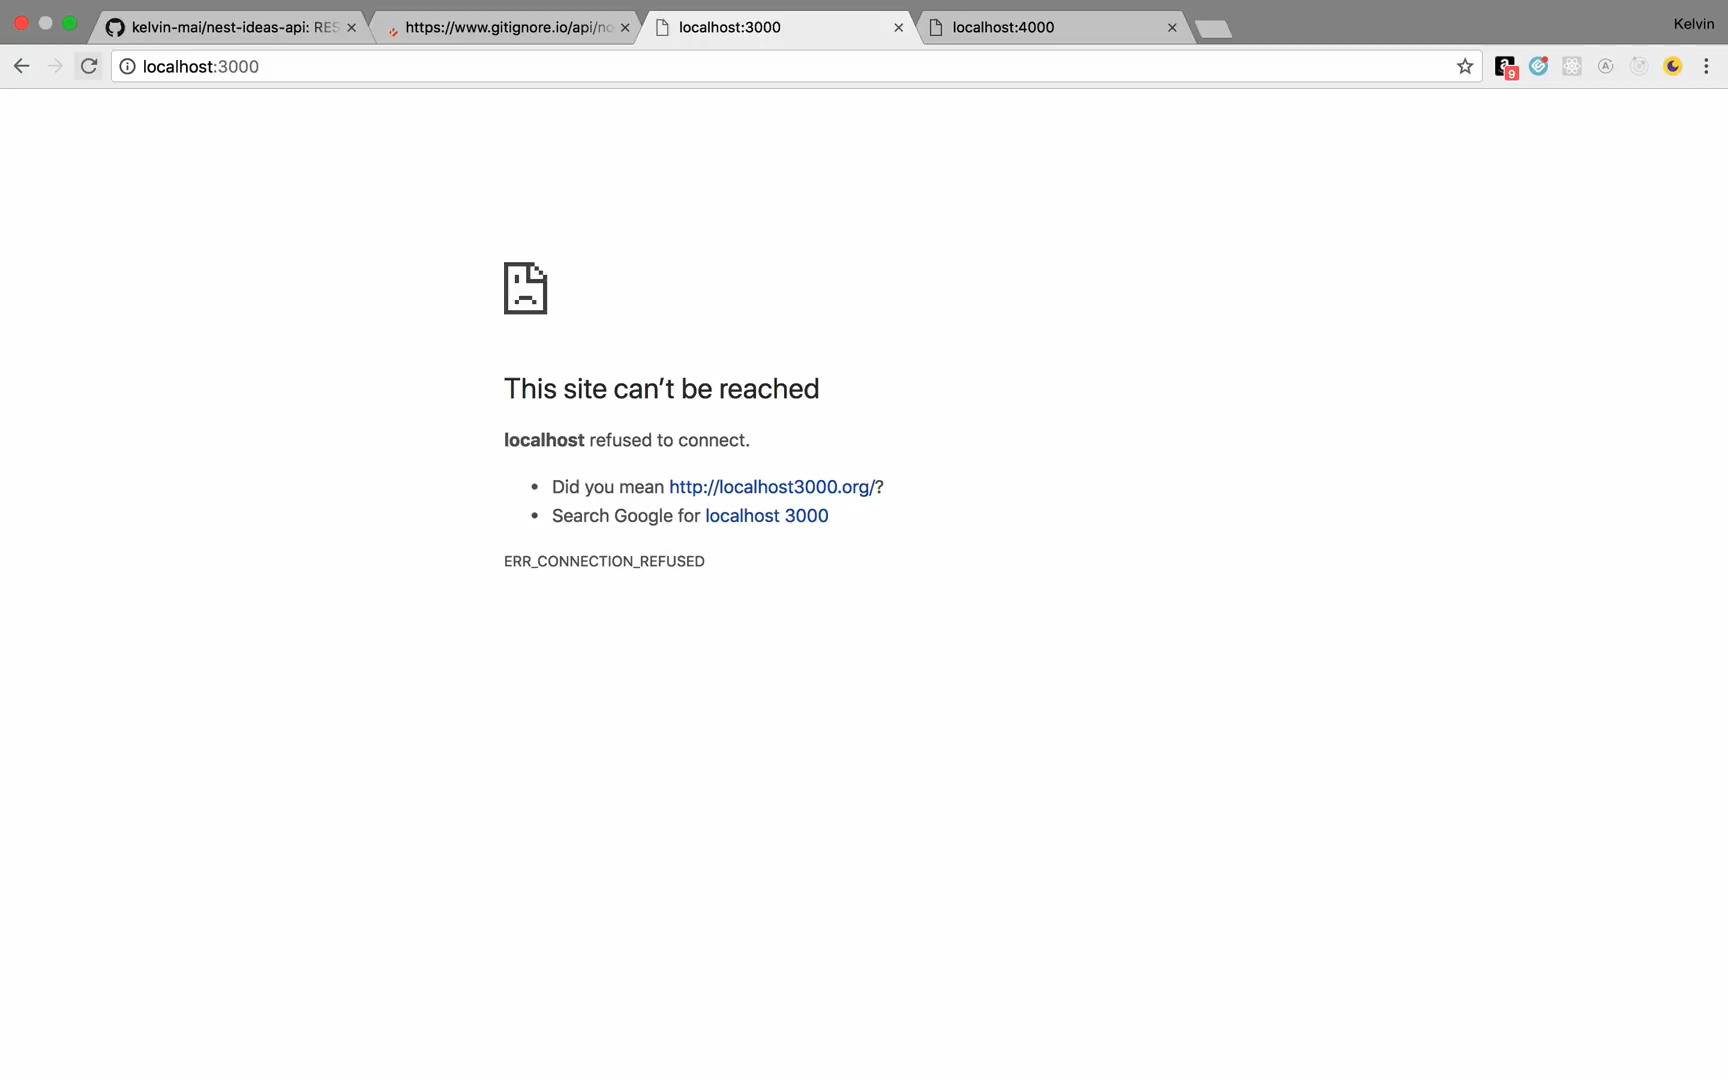 kelvin-mai/nest-ideas-api: RES
https://www.gitignore.io/api/no
localhost:3000
localhost:4000
Kelvin
localhost:3000
9
This site can't be reached
localhost refused to connect.
• Did you mean http://localhost3000.org/?
• Search Google for localhost 3000
ERR_CONNECTION_REFUSED